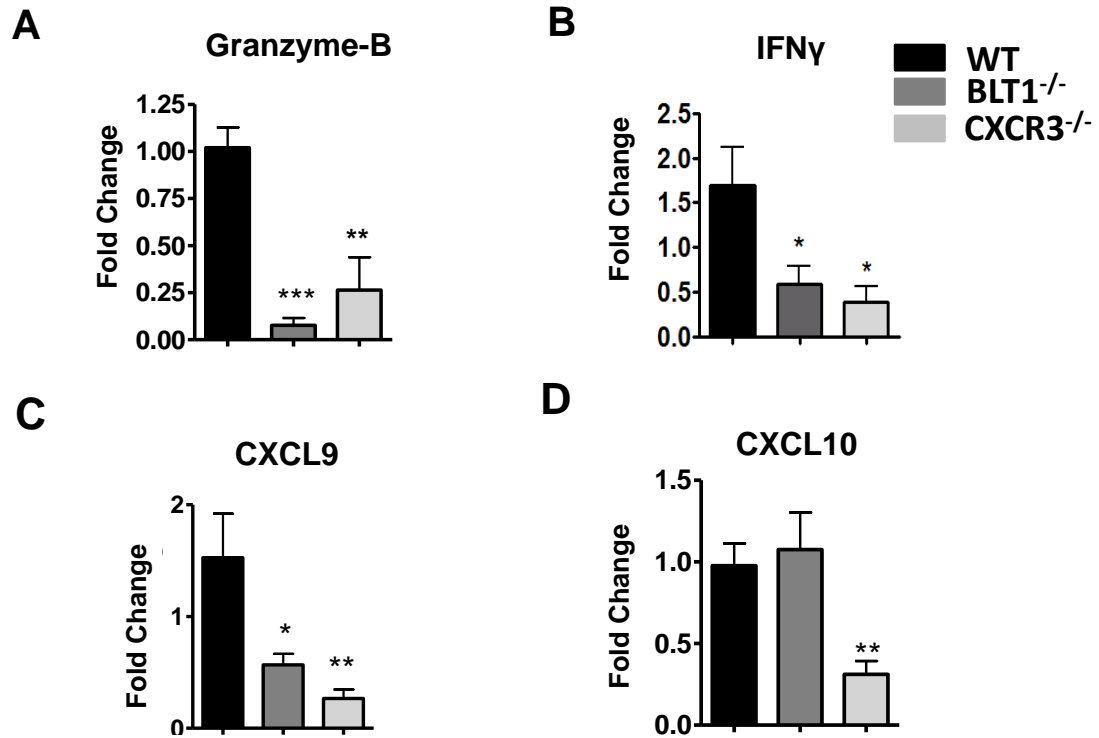 A
Granzyme-B
Fold Change
1.25
1.00
0.75
0.50
0.25
0.00
***
**
B
IFNγ
Fold Change
2.5
2.0
1.5
1.0
0.5
0.0
*
*
WT
BLT1-/-
CXCR3-/-
C
CXCL9
Fold Change
2
1
0
*
**
D
CXCL10
Fold Change
1.5
1.0
0.5
0.0
**